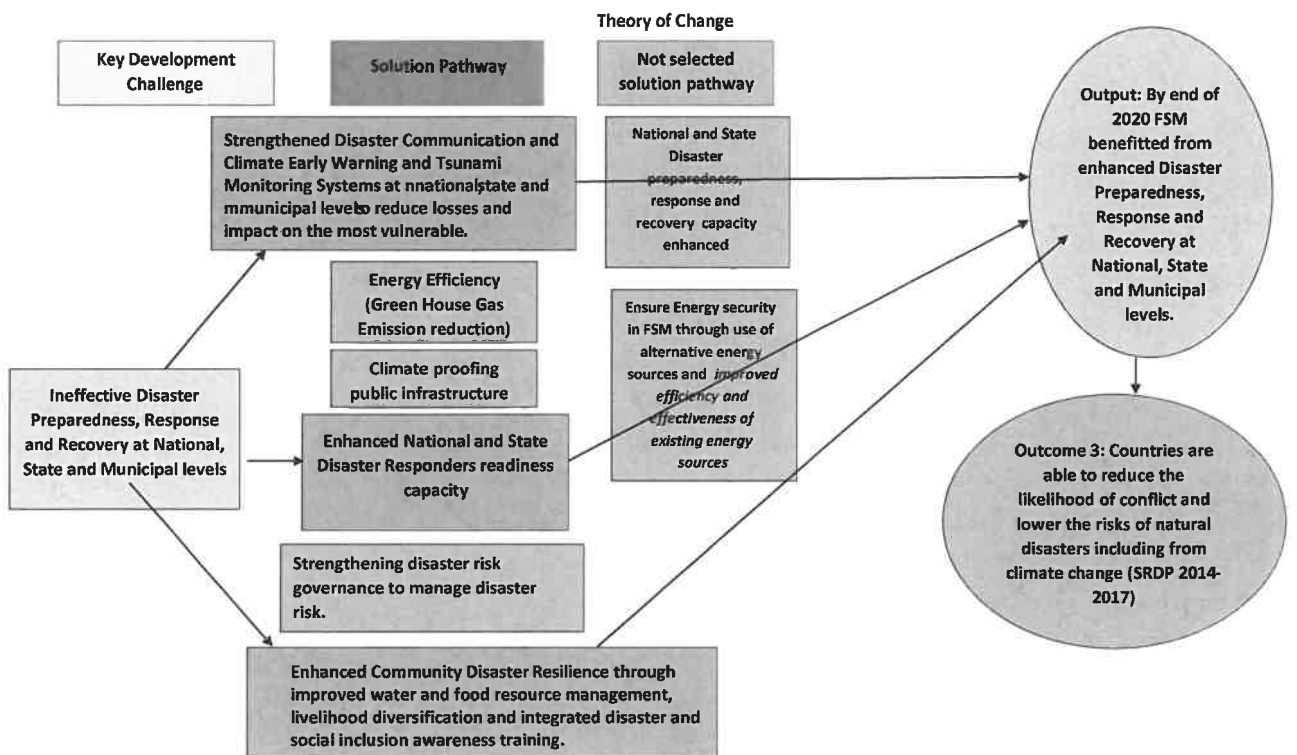 Theory of Change
Key Development
Challenge
Solution Pathway
Not selected
solution pathway
Strengthened Disaster Communication and
Climate Early Warning and Tsunami
Monitoring Systems at nnational,state and
mmunicipal levels to reduce losses and
impact on the most vulnerable.
National and State
Disaster
preparedness,
response and
recovery capacity
enhanced
Energy Efficiency
(Green House Gas
Emission reduction)
Ensure Energy security
in FSM through use of
alternative energy
sources and improved
efficiency and
effectiveness of
existing energy
sources
Climate proofing
public infrastructure
Ineffective Disaster
Preparedness, Response
and Recovery at National,
State and Municipal levels
Enhanced National and State
Disaster Responders readiness
capacity
Strengthening disaster risk
governance to manage disaster
risk.
Enhanced Community Disaster Resilience through
improved water and food resource management,
livelihood diversification and integrated disaster and
social inclusion awareness training.
Output: By end of
2020 FSM
benefitted from
enhanced Disaster
Preparedness,
Response and
Recovery at
National, State
and Municipal
levels.
Outcome 3: Countries are
able to reduce the
likelihood of conflict and
lower the risks of natural
disasters including from
climate change (SRDP 2014-
2017)